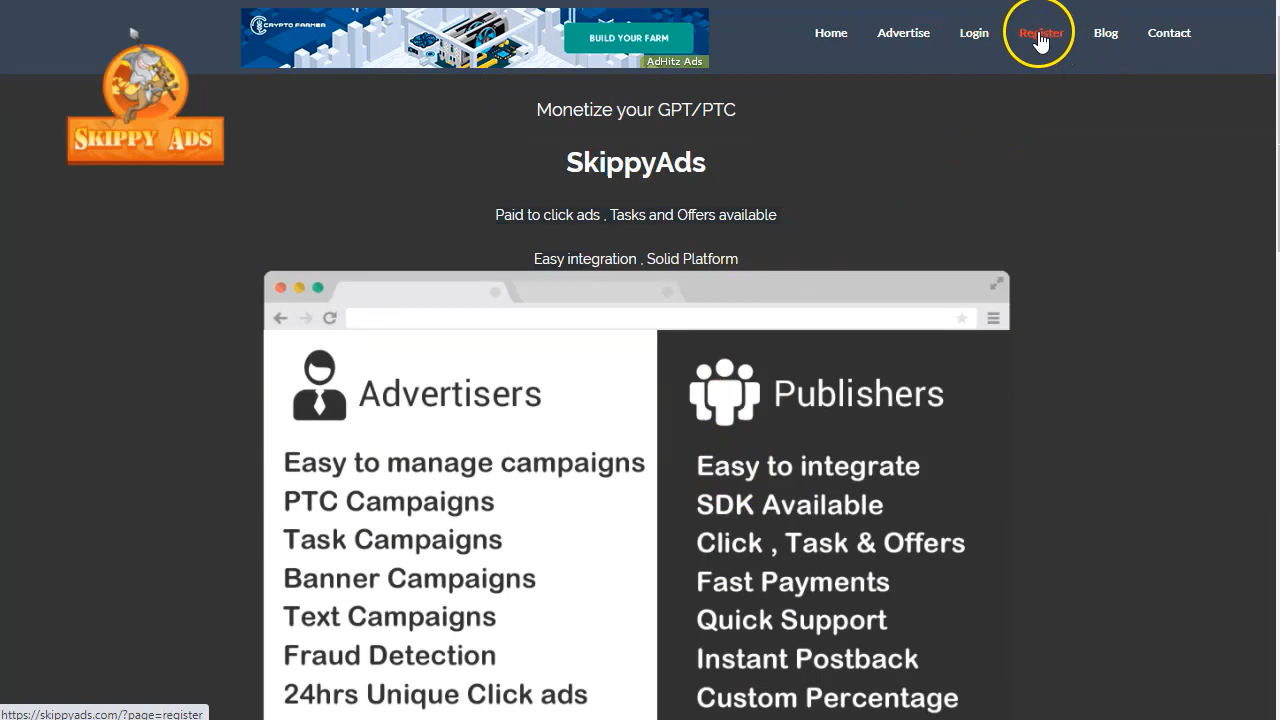 CRYPTO FARMER
BUILD YOUR FARM
AdHitz Ads
Home Advertise Login Register Blog Contact
SKIPPY ADS
Monetize your GPT/PTC
SkippyAds
Paid to click ads , Tasks and Offers available
Easy integration , Solid Platform
Advertisers
Easy to manage campaigns
PTC Campaigns
Task Campaigns
Banner Campaigns
Text Campaigns
Fraud Detection
24hrs Unique Click ads
Publishers
Easy to integrate
SDK Available
Click , Task & Offers
Fast Payments
Quick Support
Instant Postback
Custom Percentage
https://skippyads.com/?page=register